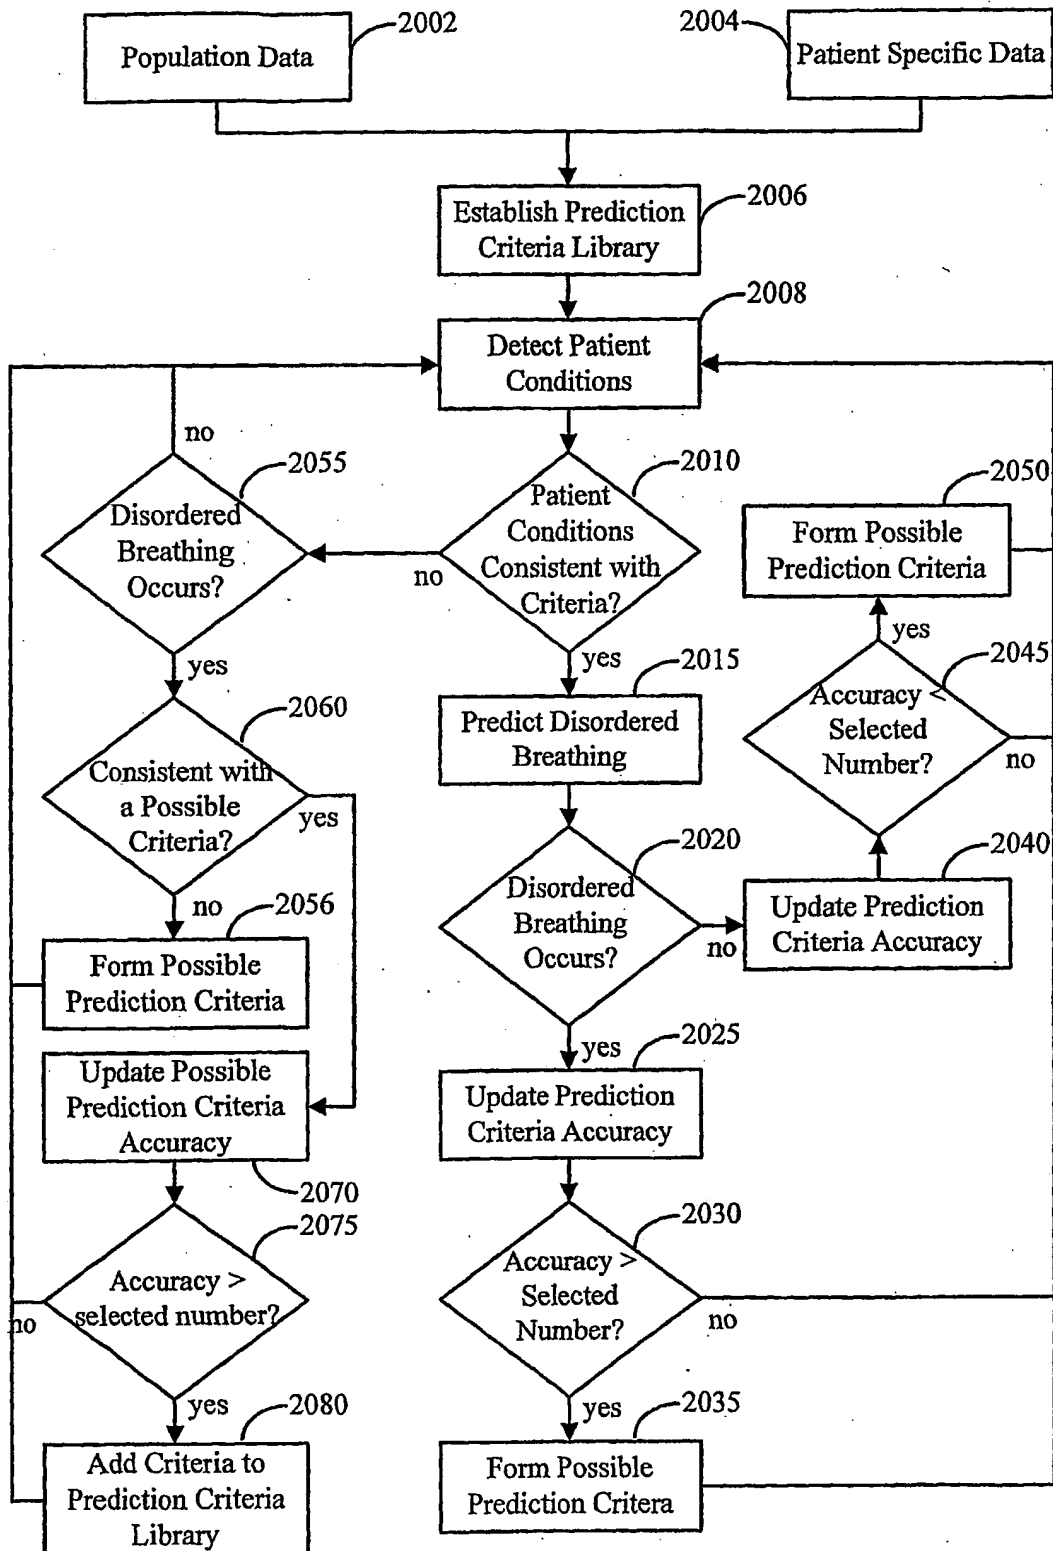 2002
2004
Population Data
Patient Specific Data
2006
Establish Prediction
Criteria Library
2008
Detect Patient
Conditions
no
2055
Disordered
Breathing
Occurs?
2010
Patient
Conditions
Consistent with
Criteria?
no
2050
Form Possible
Prediction Criteria
yes
yes
2015
Predict Disordered
Breathing
yes
2045
Accuracy <
Selected
Number?
no
2060
Consistent with
a Possible
Criteria?
yes
2020
Disordered
Breathing
Occurs?
no
2040
Update Prediction
Criteria Accuracy
no
2056
Form Possible
Prediction Criteria
yes
2025
Update Prediction
Criteria Accuracy
Update Possible
Prediction Criteria
Accuracy
2070
2075
Accuracy >
selected number?
no
2030
Accuracy >
Selected
Number?
no
yes
2080
Add Criteria to
Prediction Criteria
Library
yes
2035
Form Possible
Prediction Critera